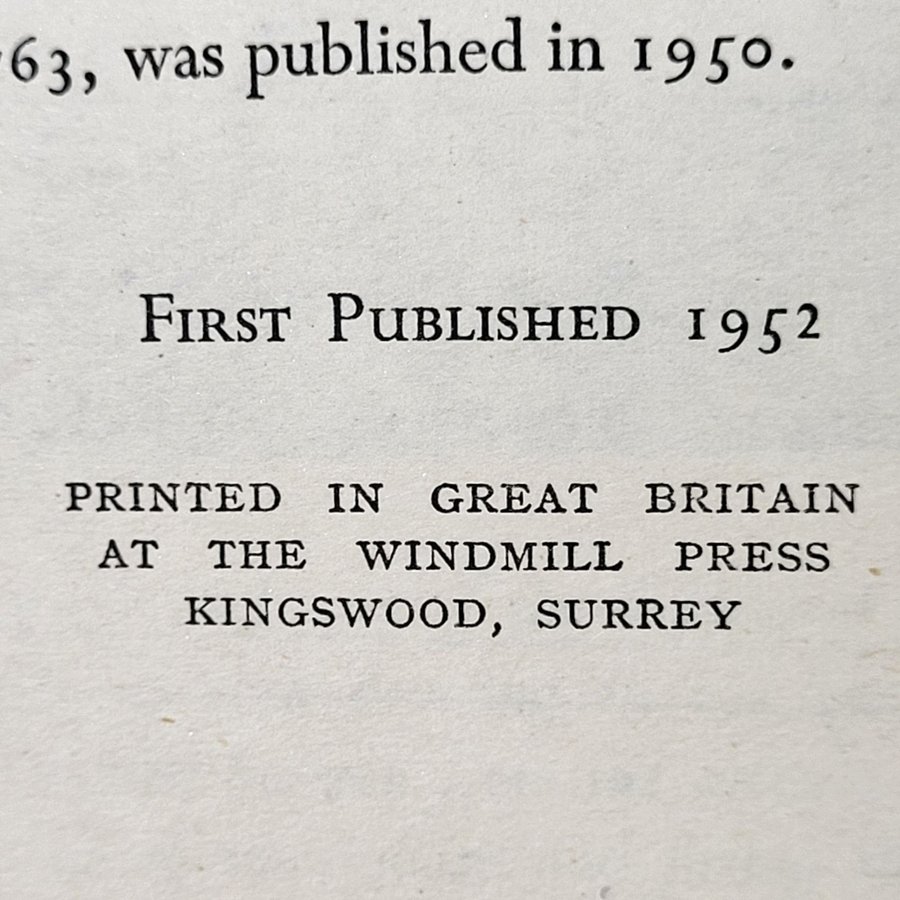 63, was published in 1950.
First Published 1952
PRINTED IN GREAT BRITAIN
AT THE WINDMILL PRESS
KINGSWOOD, SURREY